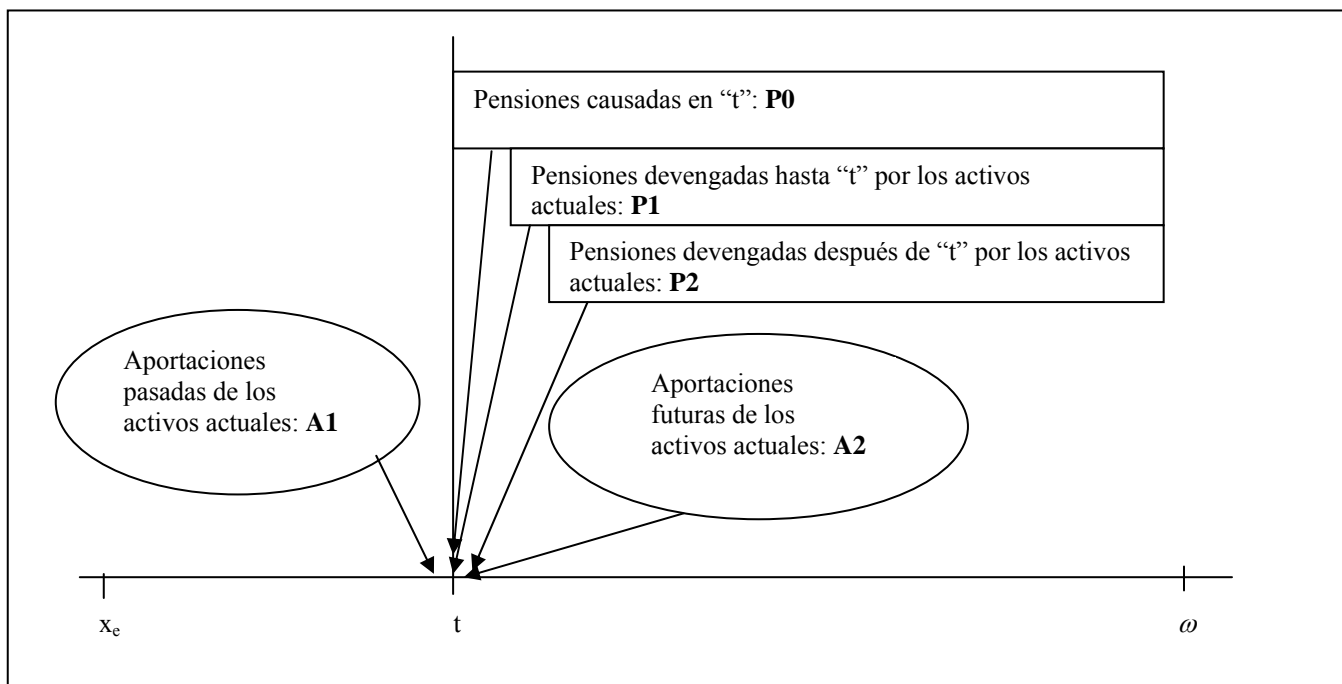 Pensiones causadas en “t”: P0
Pensiones devengadas hasta “t” por los activos
actuales: P1
Pensiones devengadas después de “t” por los activos
actuales: P2
Aportaciones
pasadas de los
activos actuales: A1
Aportaciones
futuras de los
activos actuales: A2
xe
t
ω